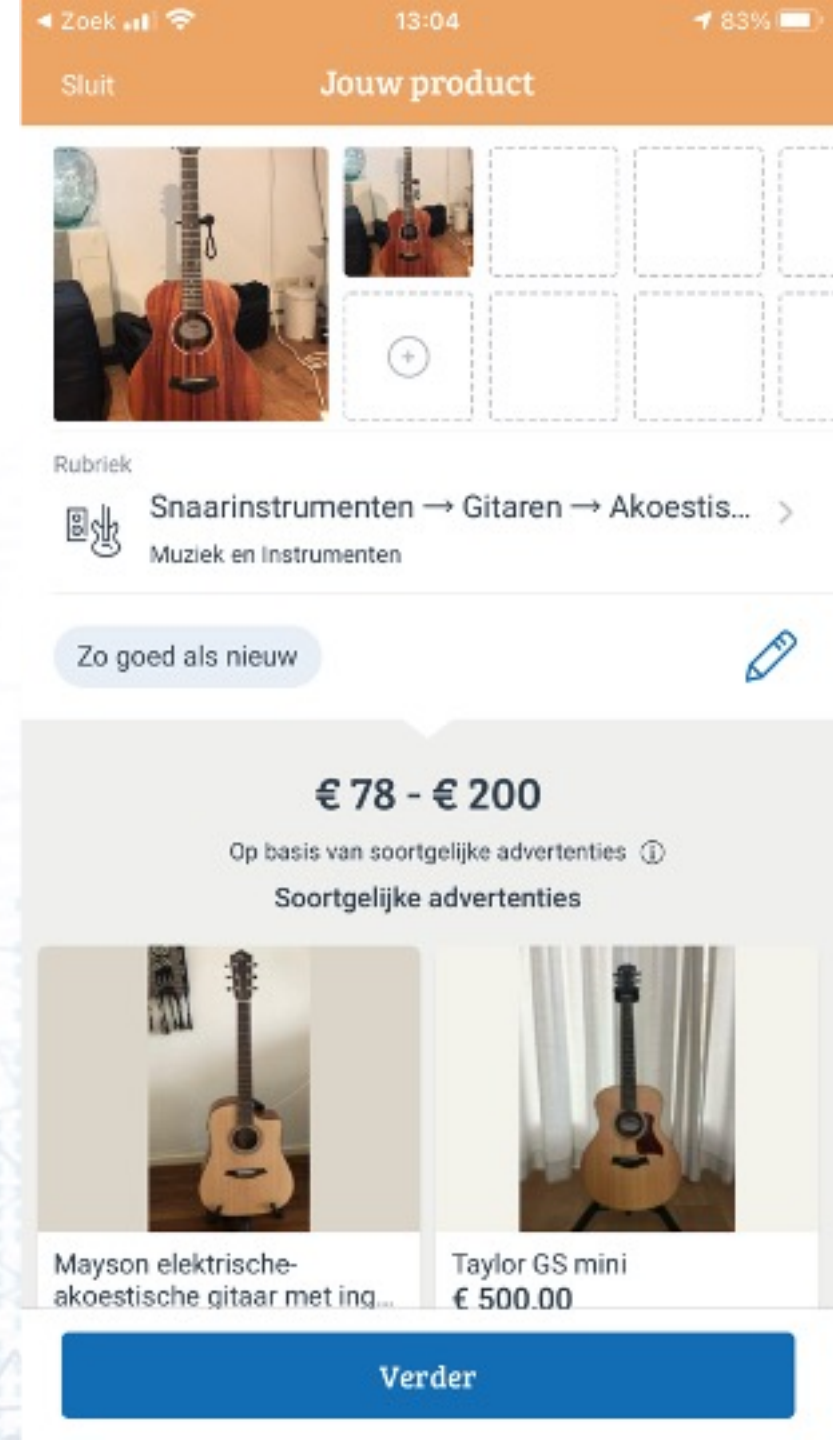 Zoek
13:04
83%
Sluit
Jouw product
Rubriek
Snaarinstrumenten → Gitaren → Akoestis...
Muziek en Instrumenten
Zo goed als nieuw
€ 78 - € 200
Op basis van soortgelijke advertenties
Soortgelijke advertenties
Mayson elektrische-
akoestische gitaar met ing...
Taylor GS mini
€ 500,00
Verder